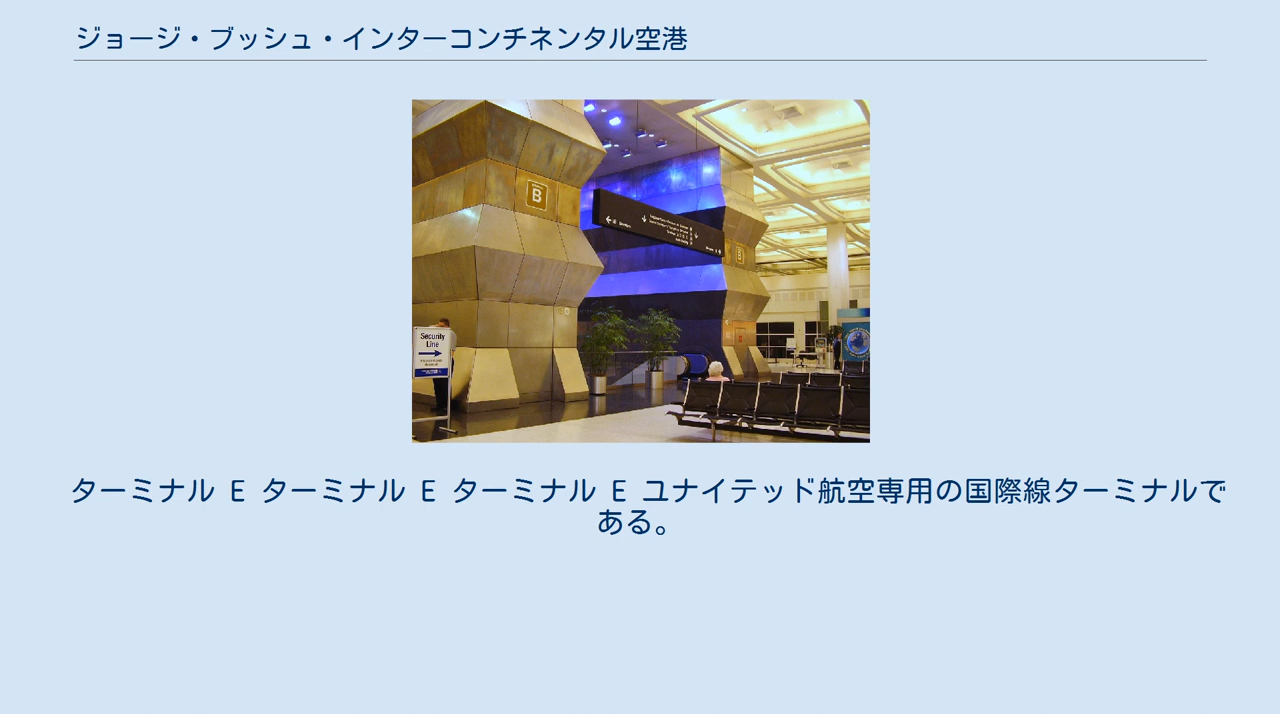 ジョージ・ブッシュ・インターコンチネンタル空港
B
B
Security
Line
ターミナル E ターミナル E ターミナル E ユナイテッド航空専用の国際線ターミナルで
ある。